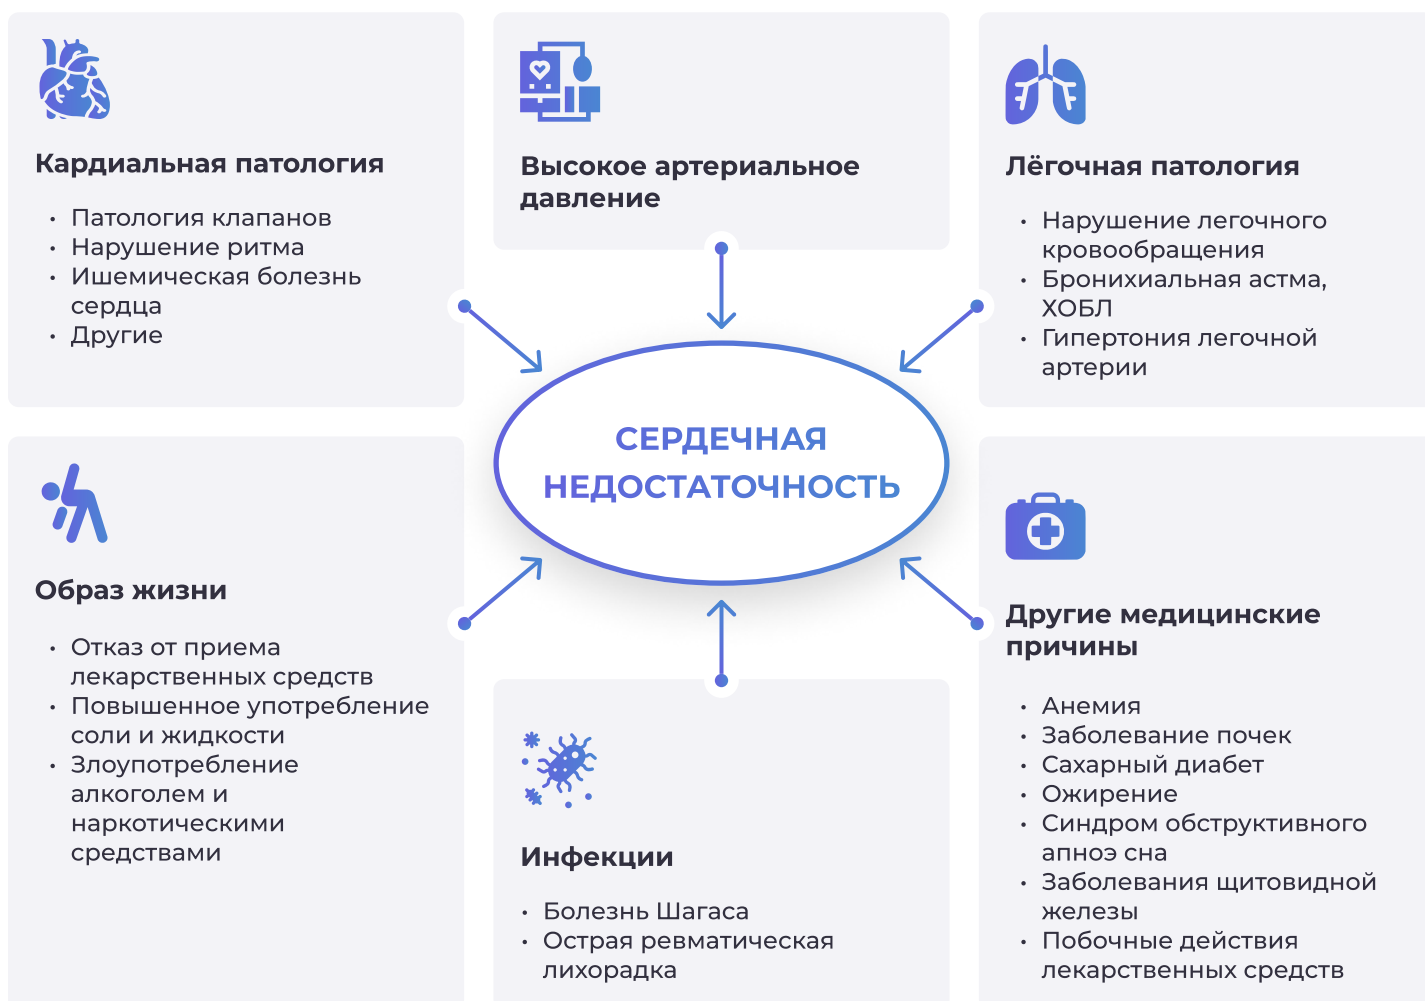 Кардиальная патология
• Патология клапанов
• Нарушение ритма
• Ишемическая болезнь
сердца
• Другие
Высокое артериальное
давление
Лёгочная патология
• Нарушение легочного
кровообращения
• Бронихиальная астма,
ХОБЛ
• Гипертония легочной
артерии
СЕРДЕЧНАЯ
НЕДОСТАТОЧНОСТЬ
Образ жизни
• Отказ от приема
лекарственных средств
• Повышенное употребление
соли и жидкости
• Злоупотребление
алкоголем и
наркотическими
средствами
Инфекции
• Болезнь Шагаса
• Острая ревматическая
лихорадка
Другие медицинские
причины
• Анемия
• Заболевание почек
• Сахарный диабет
• Ожирение
• Синдром обструктивного
апноэ сна
• Заболевания щитовидной
железы
• Побочные действия
лекарственных средств